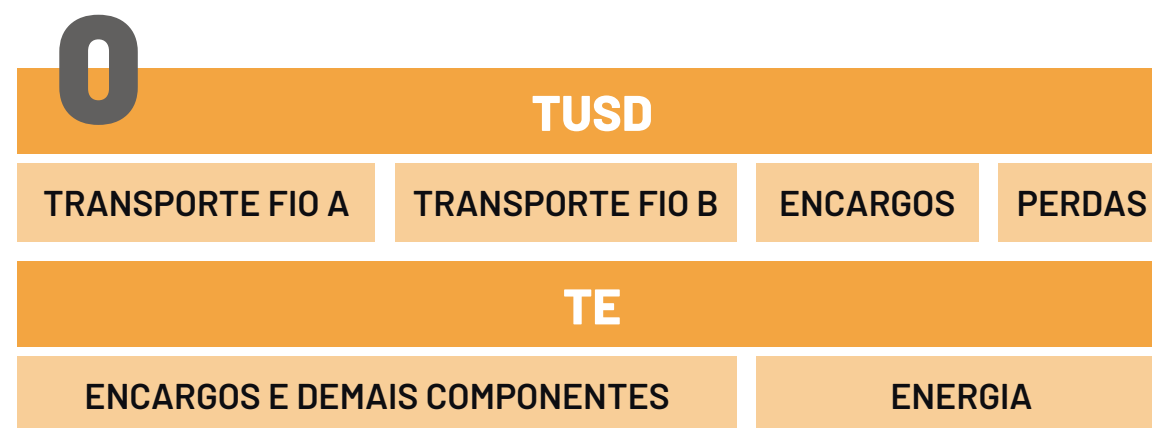 0
TUSD
TRANSPORTE FIO A TRANSPORTE FIO B ENCARGOS PERDAS
TE
ENCARGOS E DEMAIS COMPONENTES ENERGIA